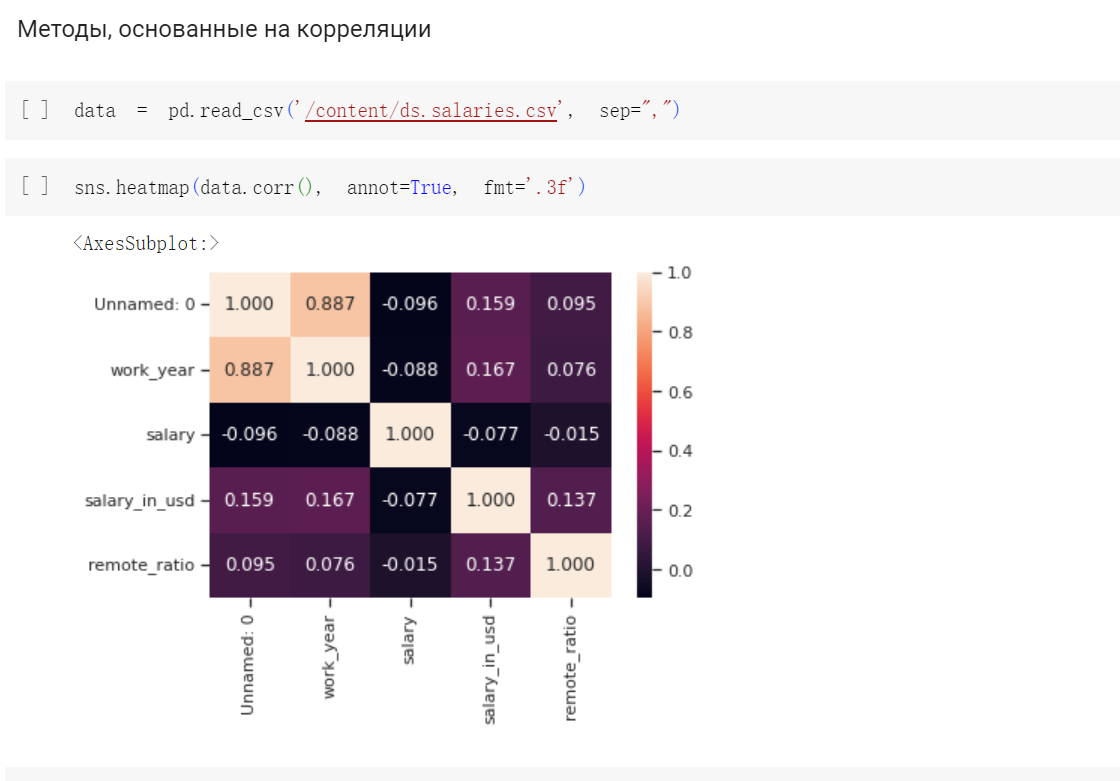 Методы, основанные на корреляции
[ ] data = pd.read_csv('/content/ds.salaries.csv', sep=",")
[ ] sns.heatmap(data.corr(), annot=True, fmt='.3f')
<AxesSubplot:>
Unnamed: 0 1.000 0.887 -0.096 0.159 0.095
work_year 0.887 1.000 -0.088 0.167 0.076
salary -0.096 -0.088 1.000 -0.077 -0.015
salary_in_usd 0.159 0.167 -0.077 1.000 0.137
remote_ratio 0.095 0.076 -0.015 0.137 1.000
Unnamed: 0
work_year
salary
salary_in_usd
remote_ratio
1.0
0.8
0.6
0.4
0.2
0.0